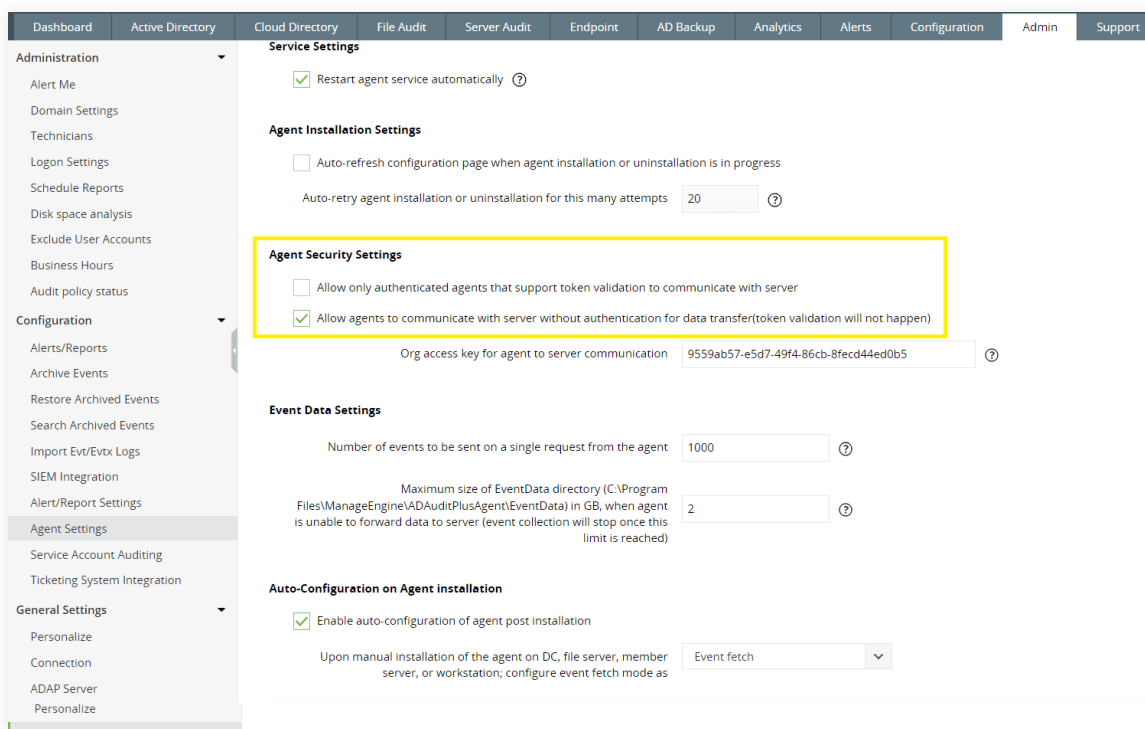 Dashboard
Active Directory
Cloud Directory
File Audit
Server Audit
Endpoint
AD Backup
Analytics
Alerts
Configuration
Admin
Support
Administration
Alert Me
Domain Settings
Technicians
Logon Settings
Schedule Reports
Disk space analysis
Exclude User Accounts
Business Hours
Audit policy status
Configuration
Alerts/Reports
Archive Events
Restore Archived Events
Search Archived Events
Import Evt/Evtx Logs
SIEM Integration
Alert/Report Settings
Agent Settings
Service Account Auditing
Ticketing System Integration
General Settings
Personalize
Connection
ADAP Server
Personalize
Service Settings
Restart agent service automatically ?
Agent Installation Settings
Auto-refresh configuration page when agent installation or uninstallation is in progress
Auto-retry agent installation or uninstallation for this many attempts 20 ?
Agent Security Settings
Allow only authenticated agents that support token validation to communicate with server
Allow agents to communicate with server without authentication for data transfer(token validation will not happen)
Org access key for agent to server communication 9559ab57-e5d7-49f4-86cb-8fecd44ed0b5 ?
Event Data Settings
Number of events to be sent on a single request from the agent 1000 ?
Maximum size of EventData directory (C:\Program
Files\ManageEngine\ADAuditPlusAgent\EventData) in GB, when agent
is unable to forward data to server (event collection will stop once this
limit is reached)
2 ?
Auto-Configuration on Agent installation
Enable auto-configuration of agent post installation
Upon manual installation of the agent on DC, file server, member
server, or workstation; configure event fetch mode as
Event fetch